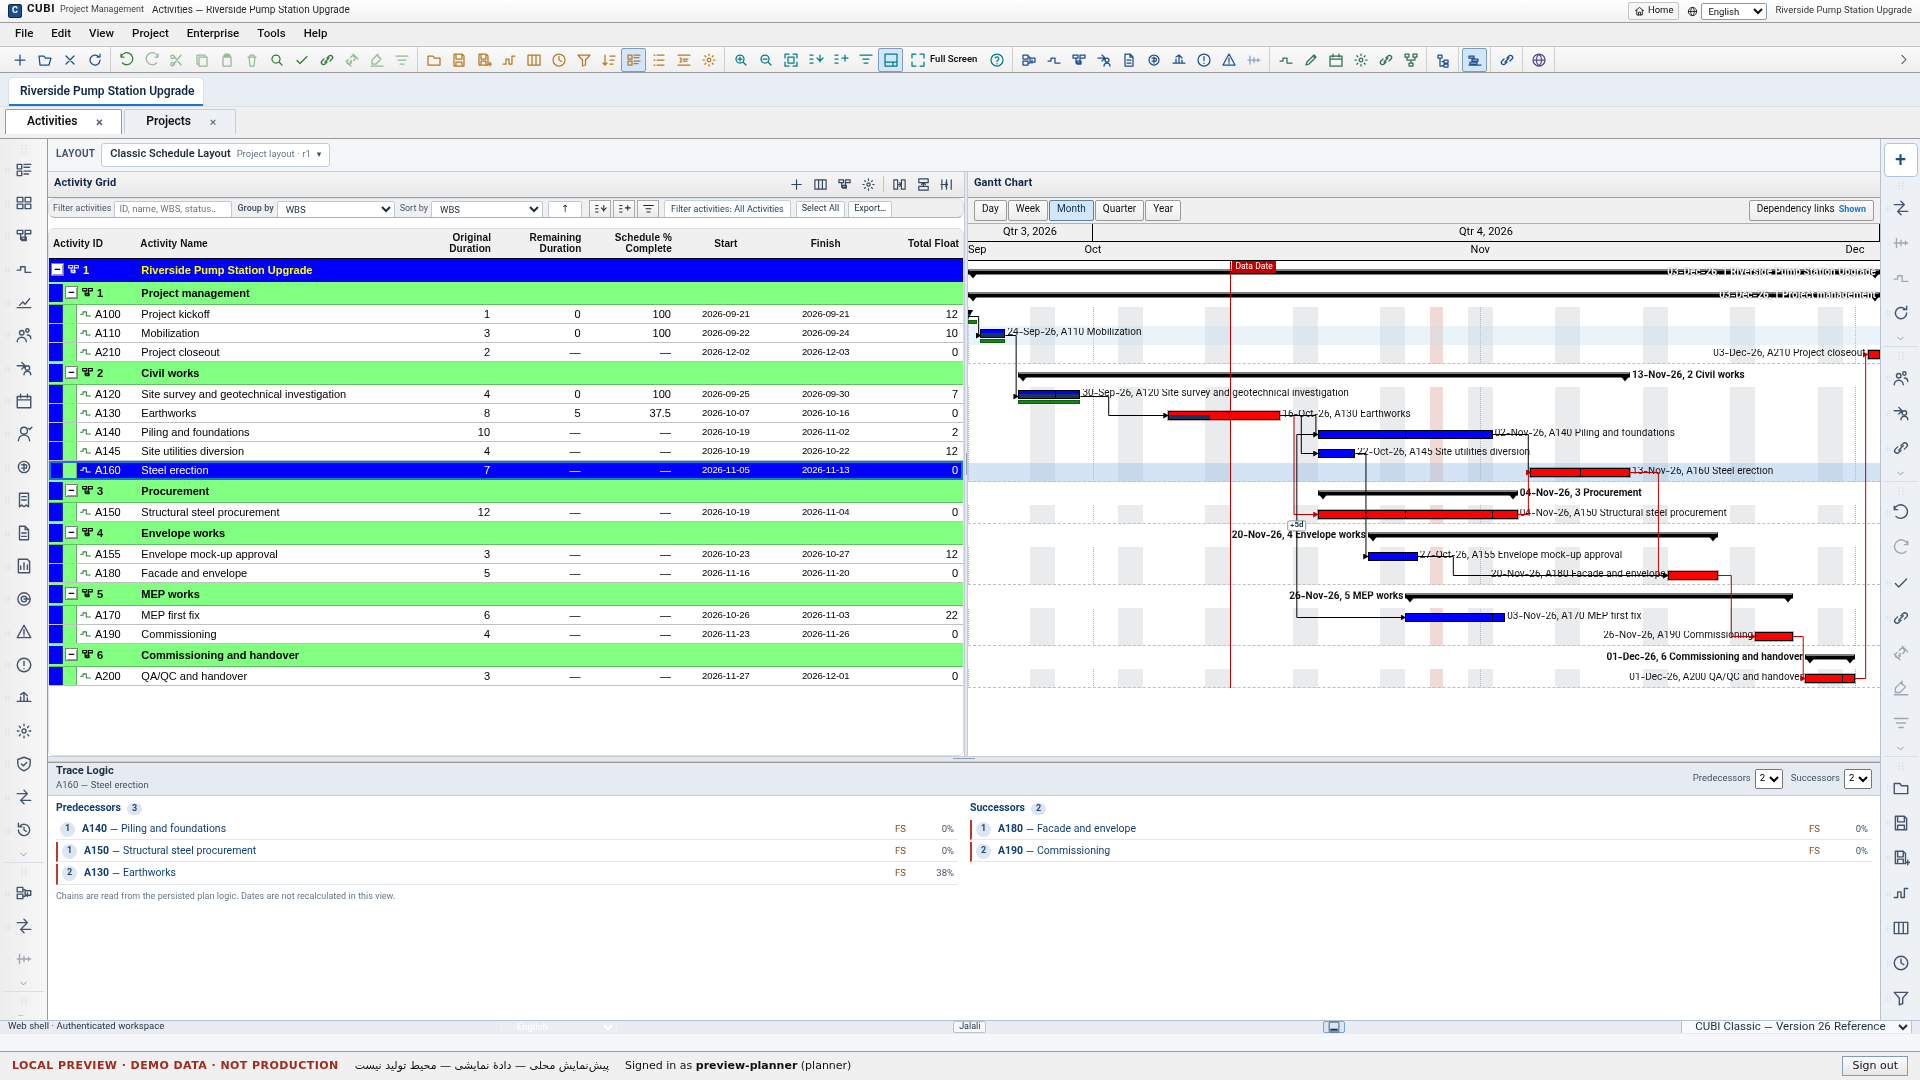 CUBI Project Management Activities — Riverside Pump Station Upgrade Home English Riverside Pump Station Upgrade
File Edit View Project Enterprise Tools Help
Full Screen
Riverside Pump Station Upgrade
Activities × Projects ×
LAYOUT Classic Schedule Layout Project layout · r1
Activity Grid
Filter activities ID, name, WBS, status.. Group by WBS Sort by WBS Filter activities: All Activities Select All Export...
Activity ID Activity Name Original Duration Remaining Duration Schedule % Complete Start Finish Total Float
1 Riverside Pump Station Upgrade
1 Project management
A100 Project kickoff 1 0 100 2026-09-21 2026-09-21 12
A110 Mobilization 3 0 100 2026-09-22 2026-09-24 10
A210 Project closeout 2 — — 2026-12-02 2026-12-03 0
2 Civil works
A120 Site survey and geotechnical investigation 4 0 100 2026-09-25 2026-09-30 7
A130 Earthworks 8 5 37.5 2026-10-07 2026-10-16 0
A140 Piling and foundations 10 — — 2026-10-19 2026-11-02 2
A145 Site utilities diversion 4 — — 2026-10-19 2026-10-22 12
A160 Steel erection 7 — — 2026-11-05 2026-11-13 0
3 Procurement
A150 Structural steel procurement 12 — — 2026-10-19 2026-11-04 0
4 Envelope works
A155 Envelope mock-up approval 3 — — 2026-10-23 2026-10-27 12
A180 Facade and envelope 5 — — 2026-11-16 2026-11-20 0
5 MEP works
A170 MEP first fix 6 — — 2026-10-26 2026-11-03 22
A190 Commissioning 4 — — 2026-11-23 2026-11-26 0
6 Commissioning and handover
A200 QA/QC and handover 3 — — 2026-11-27 2026-12-01 0
Gantt Chart
Day Week Month Quarter Year Dependency links Shown
Qtr 3, 2026 Qtr 4, 2026
Sep Oct Nov Dec
Data Date
03-Dec-26, 1 Riverside Pump Station Upgrade
03-Dec-26, 1 Project management
24-Sep-26, A110 Mobilization
03-Dec-26, A210 Project closeout
13-Nov-26, 2 Civil works
30-Sep-26, A120 Site survey and geotechnical investigation
16-Oct-26, A130 Earthworks
02-Nov-26, A140 Piling and foundations
22-Oct-26, A145 Site utilities diversion
13-Nov-26, A160 Steel erection
04-Nov-26, 3 Procurement
04-Nov-26, A150 Structural steel procurement
+5d
20-Nov-26, 4 Envelope works
27-Oct-26, A155 Envelope mock-up approval
20-Nov-26, A180 Facade and envelope
26-Nov-26, 5 MEP works
03-Nov-26, A170 MEP first fix
26-Nov-26, A190 Commissioning
01-Dec-26, 6 Commissioning and handover
01-Dec-26, A200 QA/QC and handover
Trace Logic
A160 — Steel erection
Predecessors 2 Successors 2
Predecessors 3
1 A140 — Piling and foundations FS 0%
1 A150 — Structural steel procurement FS 0%
2 A130 — Earthworks FS 38%
Chains are read from the persisted plan logic. Dates are not recalculated in this view.
Successors 2
1 A180 — Facade and envelope FS 0%
2 A190 — Commissioning FS 0%
Web shell · Authenticated workspace English Jalali CUBI Classic — Version 26 Reference
LOCAL PREVIEW · DEMO DATA · NOT PRODUCTION پیش‌نمایش محلی — دادهٔ نمایشی — محیط تولید نیست Signed in as preview-planner (planner) Sign out